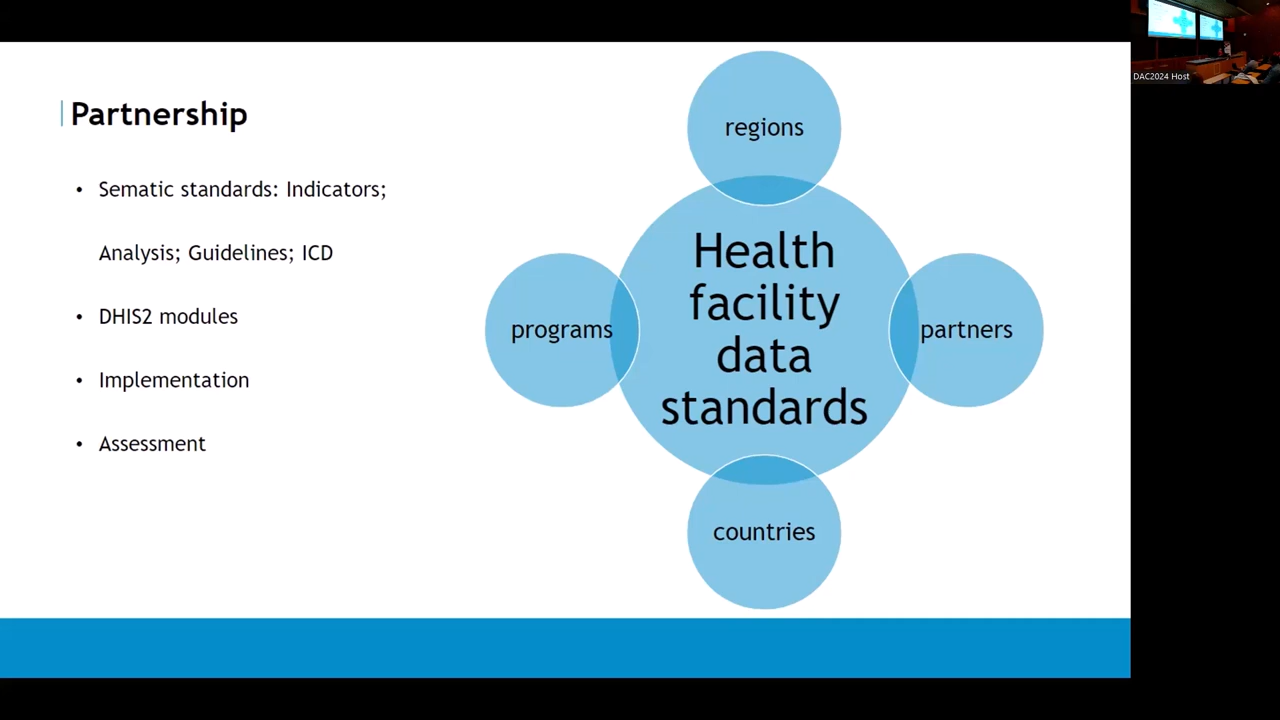 Partnership
• Sematic standards: Indicators;
Analysis; Guidelines; ICD
• DHIS2 modules
• Implementation
• Assessment
regions
programs
Health
facility
data
standards
partners
countries
DAC2024 Host